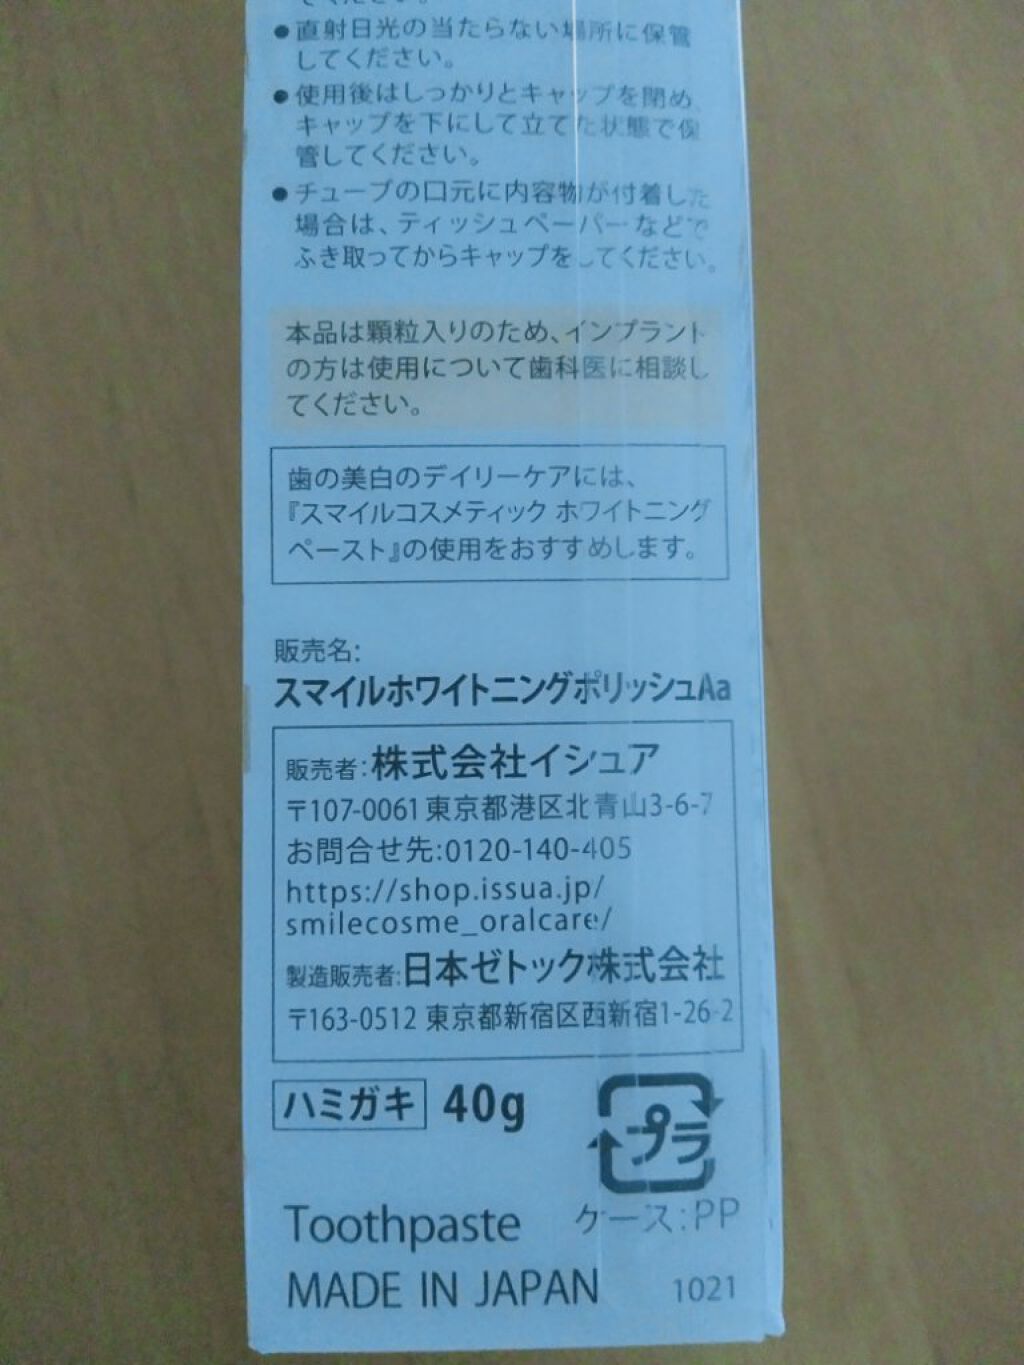 ● 直射日光の当たらない場所に保管
してください。
● 使用後はしっかりとキャップを閉め、
キャップを下にして立てた状態で保
管してください。
● チューブの口元に内容物が付着した
場合は、ティッシュペーパーなどで
ふき取ってからキャップをしてください。
本品は顆粒入りのため、インプラント
の方は使用について歯科医に相談し
てください。
歯の美白のデイリーケアには、
『スマイルコスメティック ホワイトニング
ペースト』の使用をおすすめします。
販売名:
スマイルホワイトニングポリッシュAa
販売者:株式会社イシュア
〒107-0061 東京都港区北青山3-6-7
お問合せ先:0120-140-405
https://shop.issua.jp/
smilecosme_oralcare/
製造販売者:日本ゼトック株式会社
〒163-0512 東京都新宿区西新宿1-26-2
ハミガキ 40g
プラ
Toothpaste ケース:PP
MADE IN JAPAN 1021